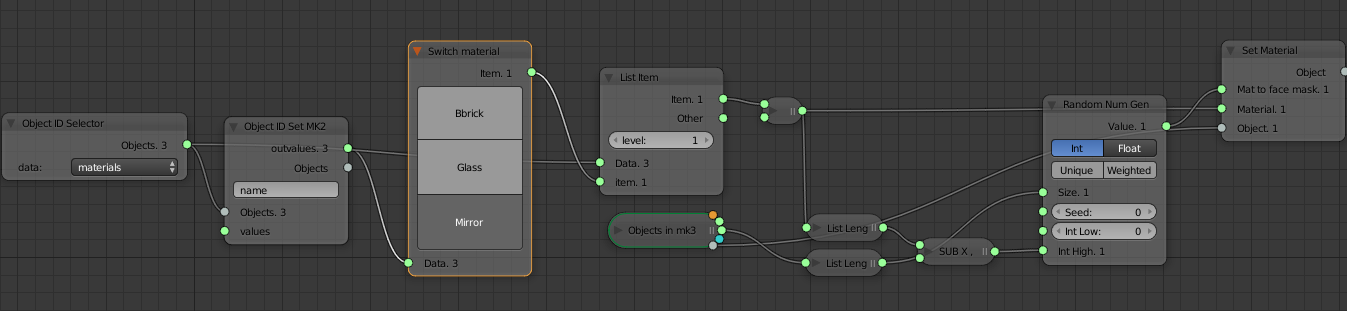 Object ID Selector
Objects. 3
data: materials
Object ID Set MK2
outvalues. 3
Objects
name
Objects. 3
values
Switch material
Item. 1
Bbrick
Glass
Mirror
Data. 3
List Item
Item. 1
Other
level: 1
Data. 3
item. 1
Objects in mk3
List Leng
List Leng
SUB X ,
Random Num Gen
Value. 1
Int Float
Unique Weighted
Size. 1
Seed: 0
Int Low: 0
Int High. 1
Set Material
Object
Mat to face mask. 1
Material. 1
Object. 1